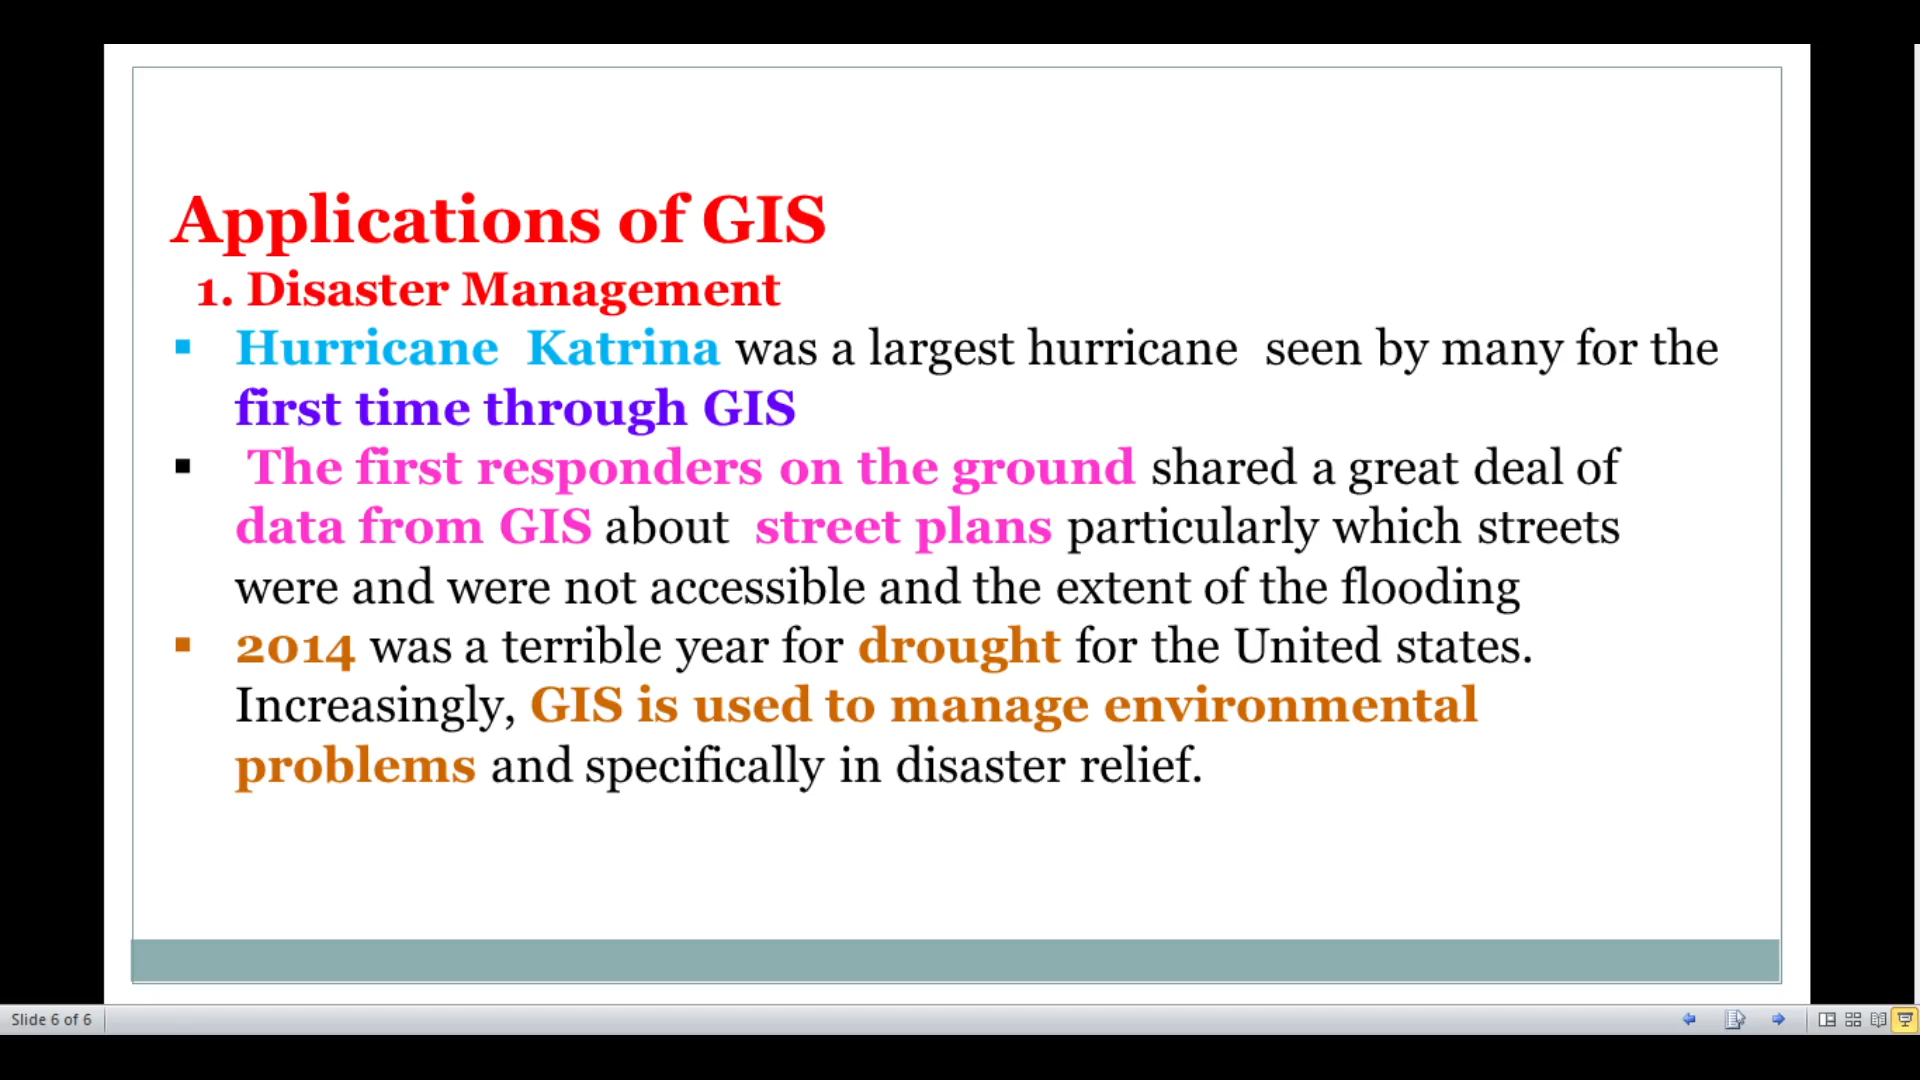 Applications of GIS
1. Disaster Management
▪ Hurricane Katrina was a largest hurricane seen by many for the
first time through GIS
▪ The first responders on the ground shared a great deal of
data from GIS about street plans particularly which streets
were and were not accessible and the extent of the flooding
▪ 2014 was a terrible year for drought for the United states.
Increasingly, GIS is used to manage environmental
problems and specifically in disaster relief.
Slide 6 of 6